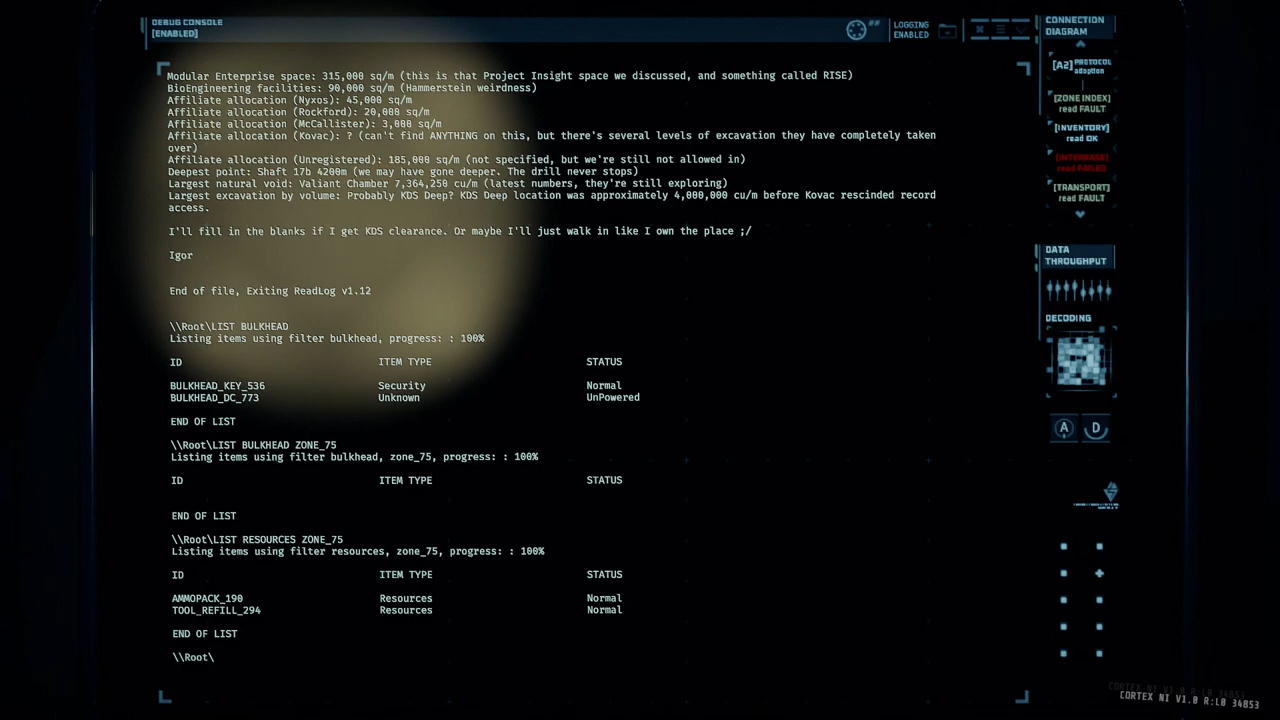 DEBUG CONSOLE
[ENABLED]
LOGGING
ENABLED
Modular Enterprise space: 315,000 sq/m (this is that Project Insight space we discussed, and something called RISE)
BioEngineering facilities: 90,000 sq/m (Hammerstein weirdness)
Affiliate allocation (Nyxos): 45,000 sq/m
Affiliate allocation (Rockford): 20,000 sq/m
Affiliate allocation (McCallister): 3,000 sq/m
Affiliate allocation (Kovac): ? (can't find ANYTHING on this, but there's several levels of excavation they have completely taken
over)
Affiliate allocation (Unregistered): 185,000 sq/m (not specified, but we're still not allowed in)
Deepest point: Shaft 17b 4200m (we may have gone deeper. The drill never stops)
Largest natural void: Valiant Chamber 7,364,250 cu/m (latest numbers, they're still exploring)
Largest excavation by volume: Probably KDS Deep? KDS Deep location was approximately 4,000,000 cu/m before Kovac rescinded record
access.
I'll fill in the blanks if I get KDS clearance. Or maybe I'll just walk in like I own the place ;/
Igor
End of file, Exiting ReadLog v1.12
\\Root\LIST BULKHEAD
Listing items using filter bulkhead, progress: : 100%
ID ITEM TYPE STATUS
BULKHEAD_KEY_536 Security Normal
BULKHEAD_DC_773 Unknown UnPowered
END OF LIST
\\Root\LIST BULKHEAD ZONE_75
Listing items using filter bulkhead, zone_75, progress: : 100%
ID ITEM TYPE STATUS
END OF LIST
\\Root\LIST RESOURCES ZONE_75
Listing items using filter resources, zone_75, progress: : 100%
ID ITEM TYPE STATUS
AMMOPACK_190 Resources Normal
TOOL_REFILL_294 Resources Normal
END OF LIST
\\Root\
CONNECTION
DIAGRAM
[A2] PROTOCOL
adaption
[ZONE INDEX]
read FAULT
[INVENTORY]
read OK
read FAILED
[TRANSPORT]
read FAULT
DATA
THROUGHPUT
DECODING
A D
CORTEX NI V1.0 R:L0 34853